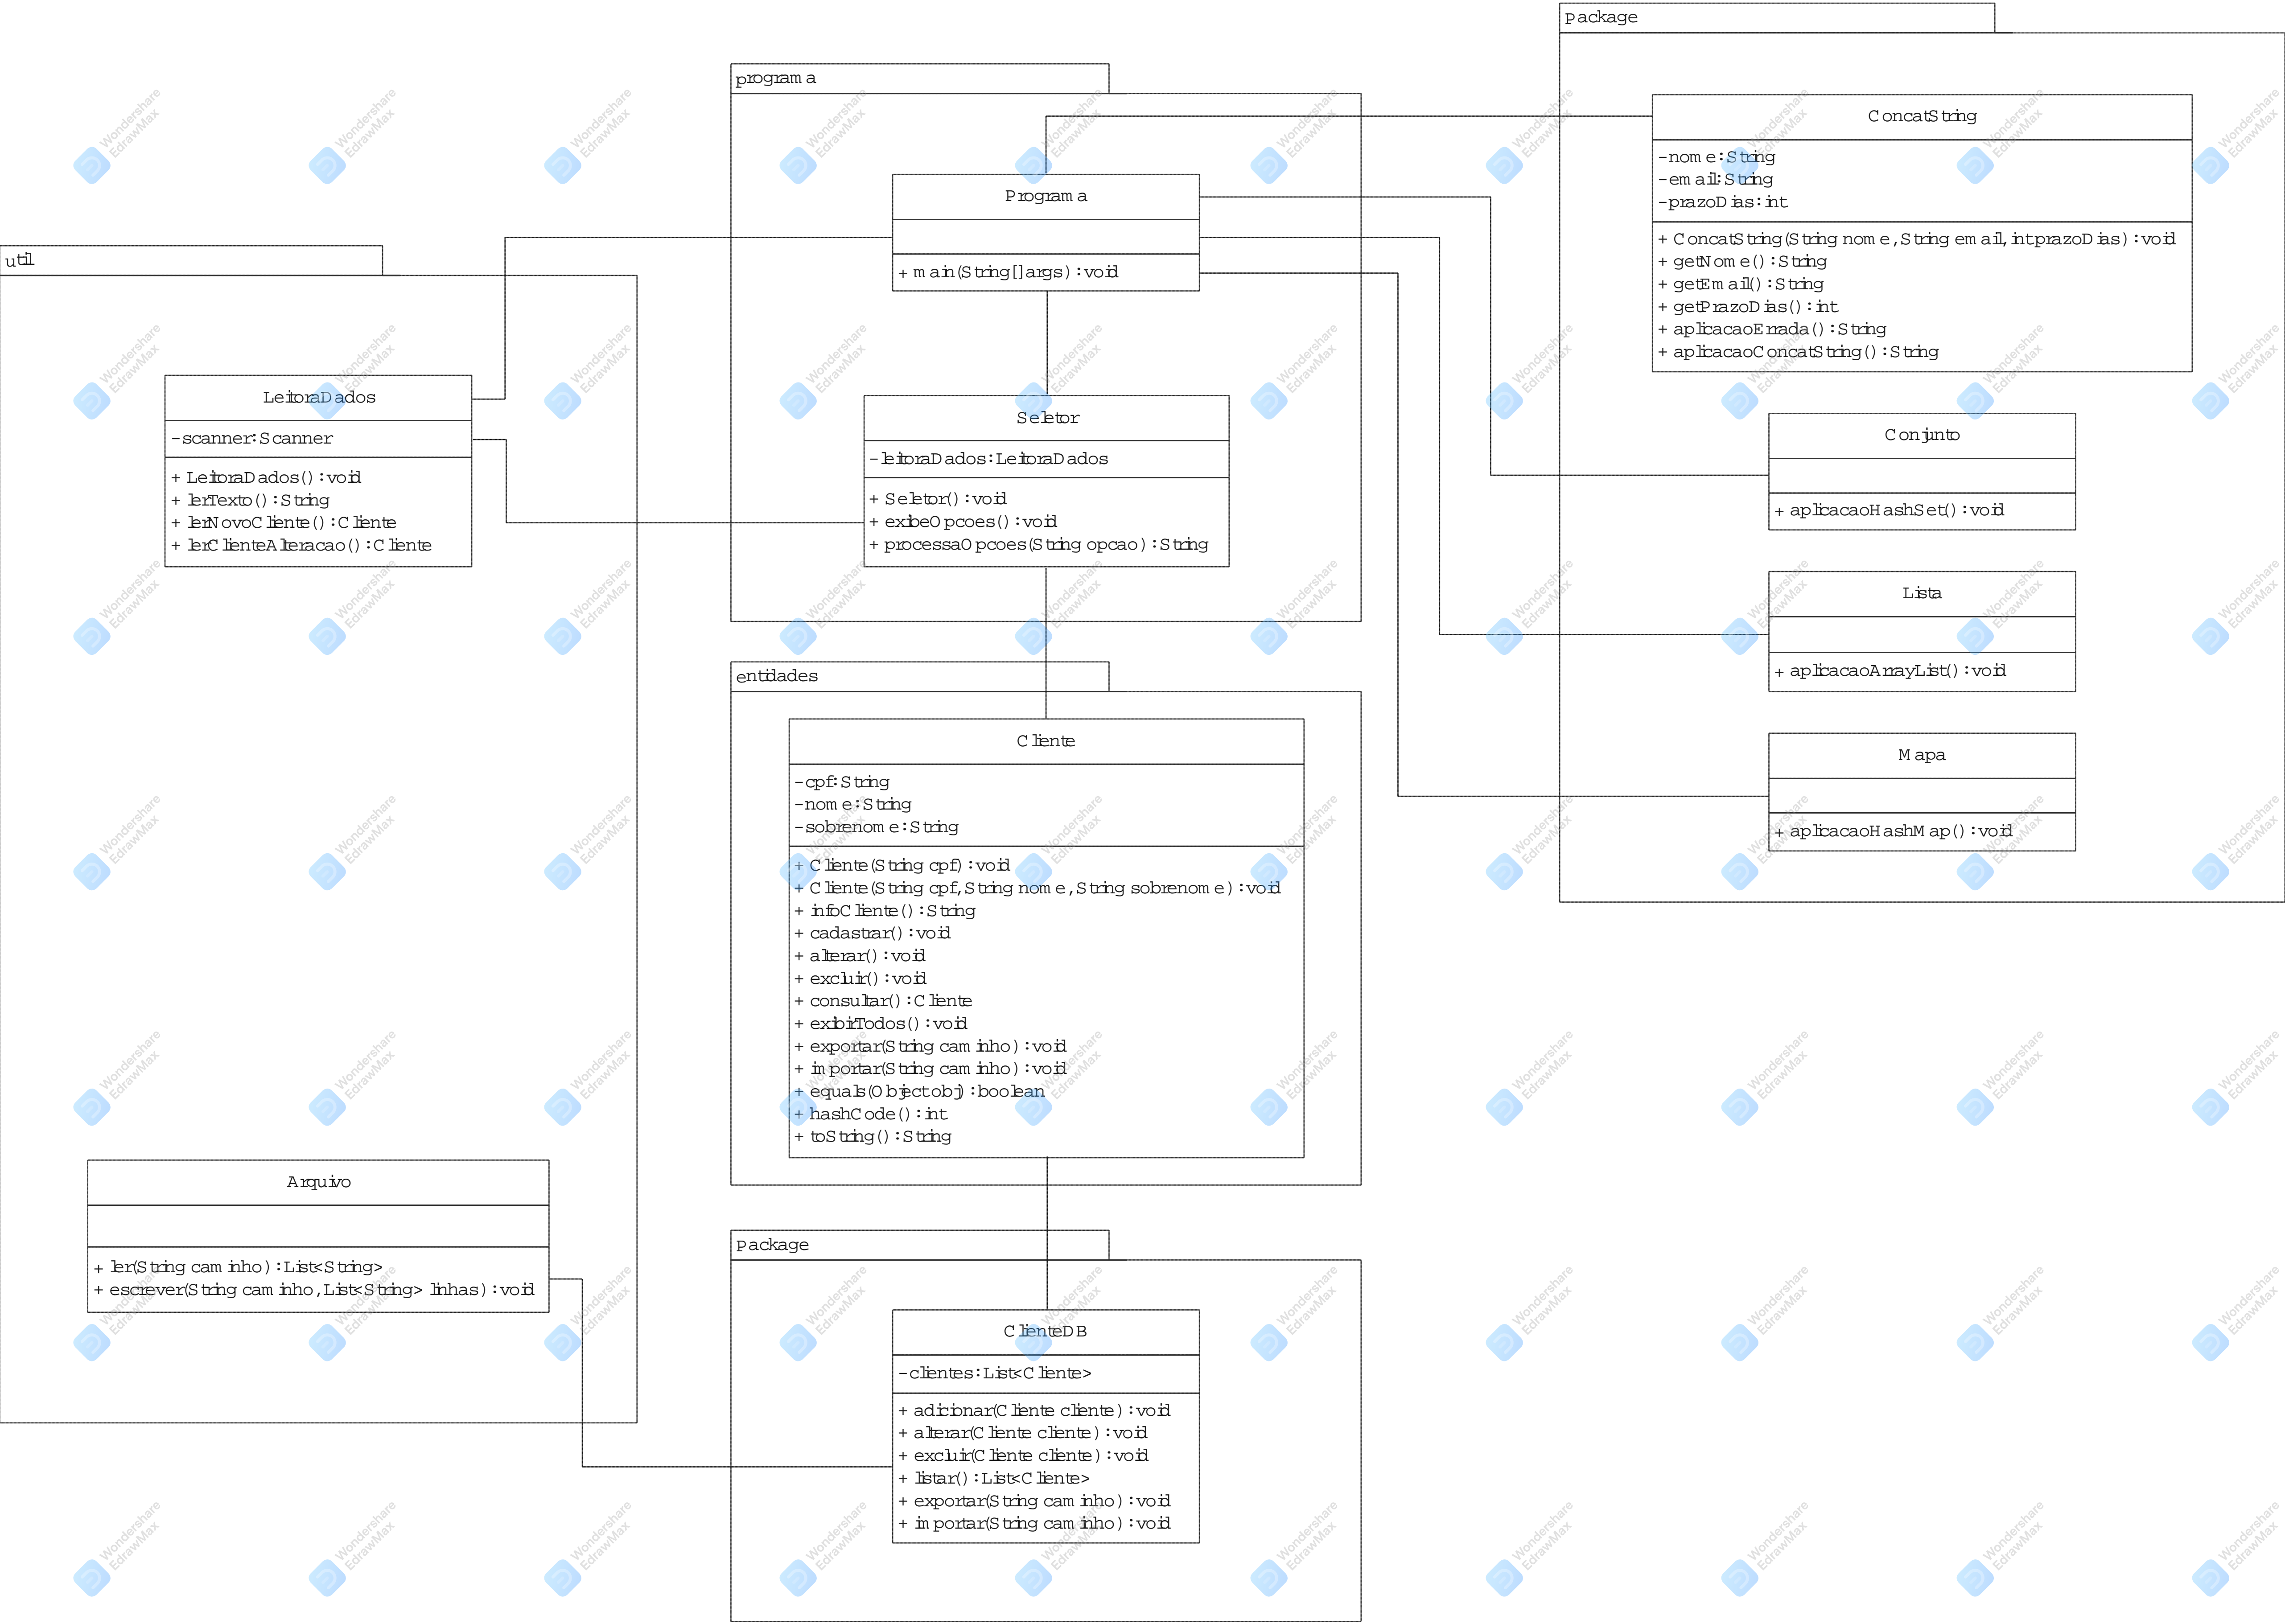 package
ConcatString
-nome:String
-email:String
-prazoDias:int
+ ConcatString(String nome,String email,int prazoDias):void
+ getNome():String
+ getEmail():String
+ getPrazoDias():int
+ aplicacaoErrada():String
+ aplicacaoConcatString():String
Conjunto
+ aplicacaoHashSet():void
Lista
+ aplicacaoArrayList():void
Mapa
+ aplicacaoHashMap():void
programa
Programa
+ main(String[]args):void
Seletor
-leitoraDados:LeitoraDados
+ Seletor():void
+ exibeOpcoes():void
+ processaOpcoes(String opcao):String
util
LeitoraDados
-scanner:Scanner
+ LeitoraDados():void
+ lerTexto():String
+ lerNovoCliente():Cliente
+ lerClienteAlteracao():Cliente
Arquivo
+ ler(String caminho):List<String>
+ escrever(String caminho,List<String> linhas):void
entidades
Cliente
-cpf:String
-nome:String
-sobrenome:String
+ Cliente(String cpf):void
+ Cliente(String cpf,String nome,String sobrenome):void
+ infoCliente():String
+ cadastrar():void
+ alterar():void
+ excluir():void
+ consultar():Cliente
+ exibirTodos():void
+ exportar(String caminho):void
+ importar(String caminho):void
+ equals(Object obj):boolean
+ hashCode():int
+ toString():String
package
ClienteDB
-clientes:List<Cliente>
+ adicionar(Cliente cliente):void
+ alterar(Cliente cliente):void
+ excluir(Cliente cliente):void
+ listar():List<Cliente>
+ exportar(String caminho):void
+ importar(String caminho):void
Wondershare
EdrawMax